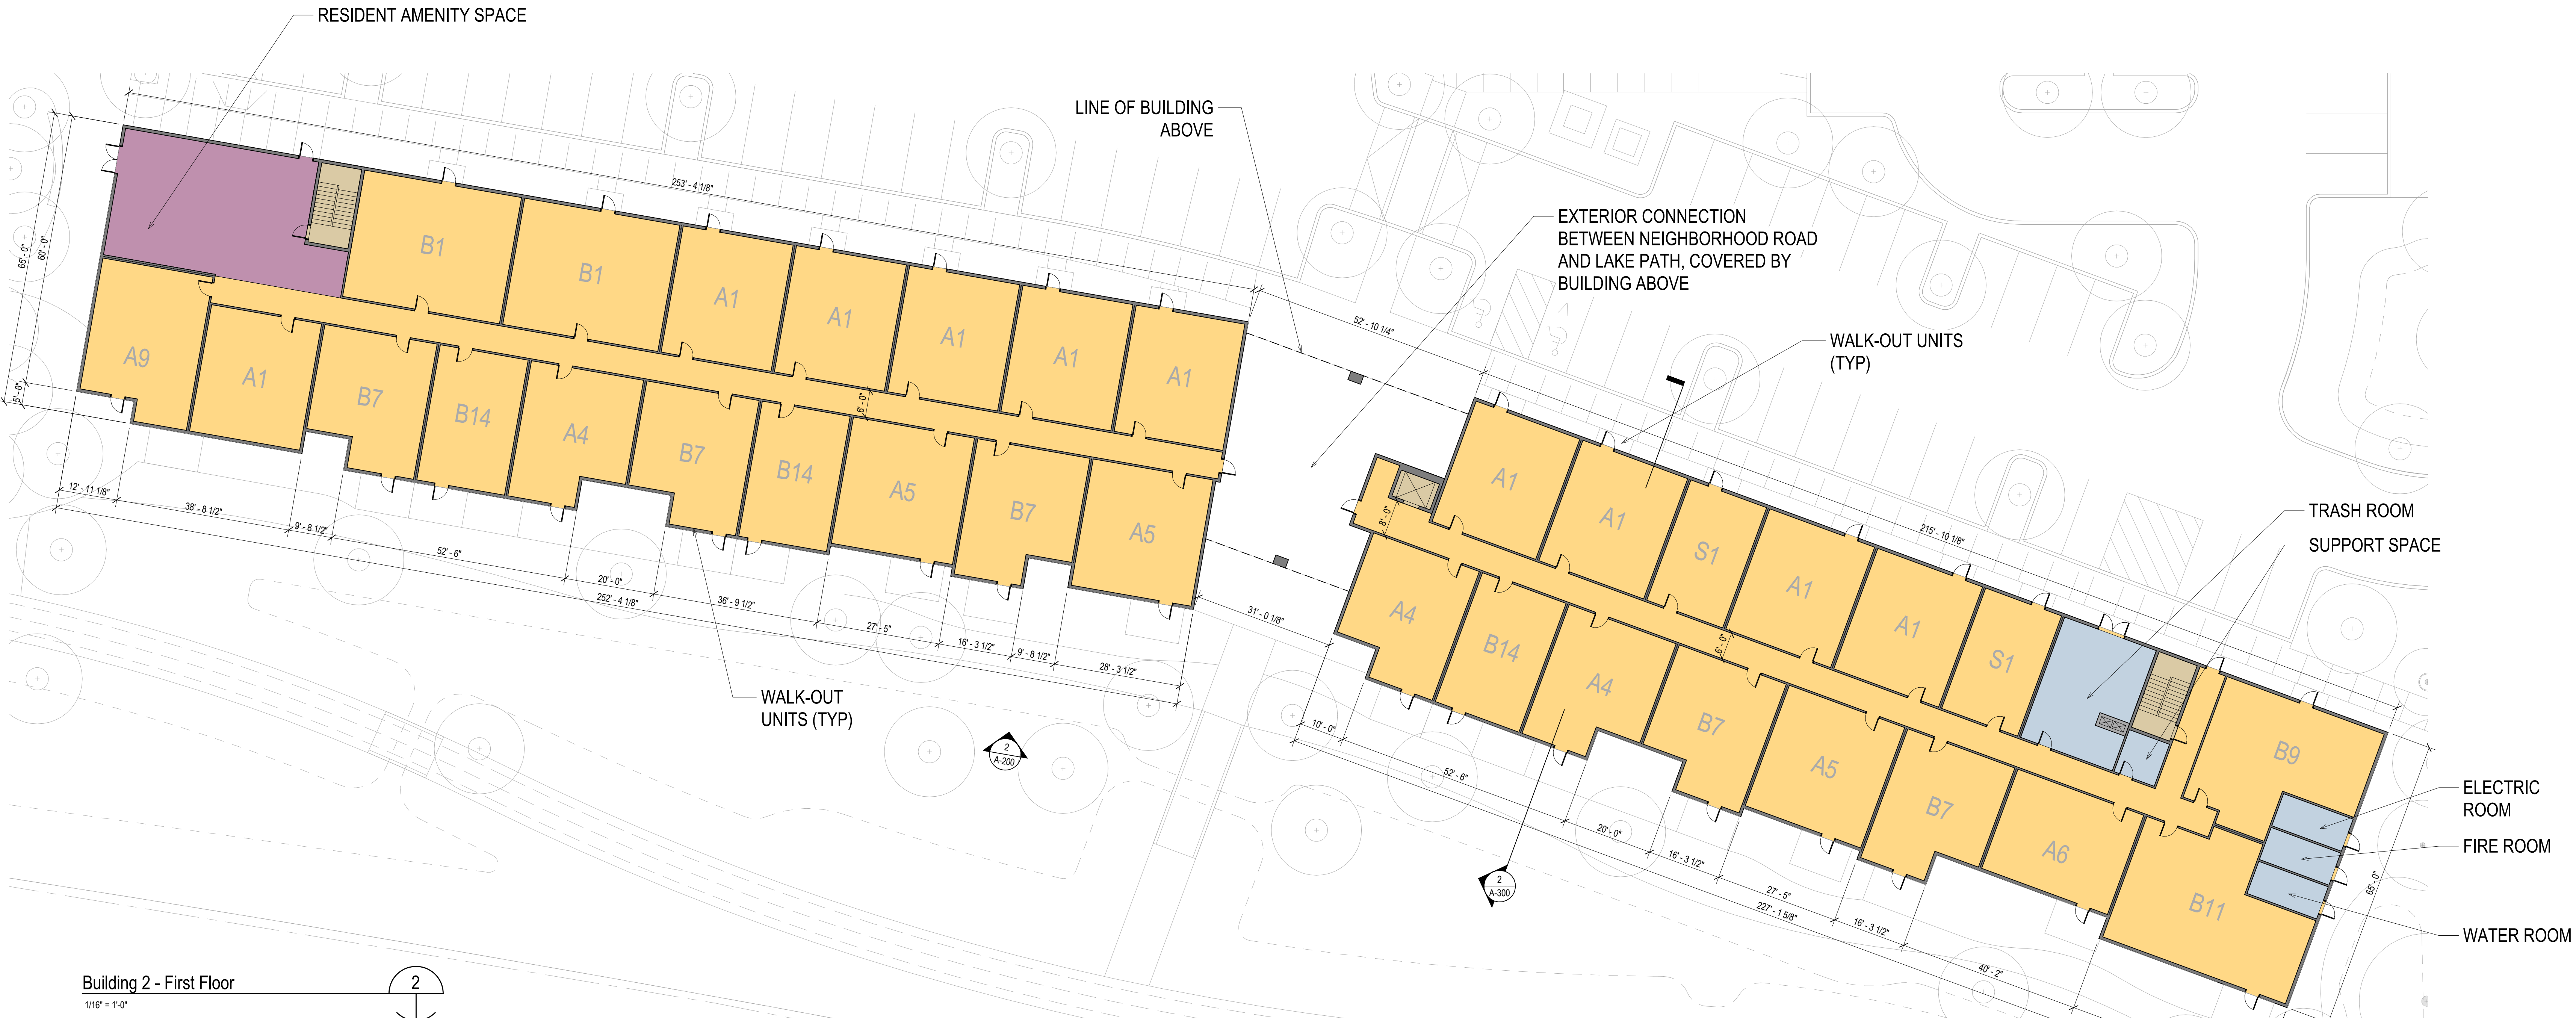 RESIDENT AMENITY SPACE
LINE OF BUILDING
ABOVE
EXTERIOR CONNECTION
BETWEEN NEIGHBORHOOD ROAD
AND LAKE PATH, COVERED BY
BUILDING ABOVE
WALK-OUT UNITS
(TYP)
TRASH ROOM
SUPPORT SPACE
ELECTRIC
ROOM
FIRE ROOM
WATER ROOM
WALK-OUT
UNITS (TYP)
253' - 4 1/8"
52' - 10 1/4"
215' - 10 1/8"
65' - 0"
60' - 0"
5' - 0"
B1
B1
A1
A1
A1
A1
A1
A9
A1
B7
B14
A4
B7
B14
A5
B7
A5
6' - 0"
12' - 11 1/8"
38' - 8 1/2"
9' - 8 1/2"
52' - 6"
20' - 0"
36' - 9 1/2"
27' - 5"
16' - 3 1/2"
9' - 8 1/2"
28' - 3 1/2"
252' - 4 1/8"
31' - 0 1/8"
A1
A1
S1
A1
A1
S1
B9
8' - 0"
6' - 0"
A4
B14
A4
B7
A5
B7
A6
B11
10' - 0"
52' - 6"
20' - 0"
16' - 3 1/2"
27' - 5"
16' - 3 1/2"
40' - 2"
227' - 1 5/8"
65' - 0"
2
A-200
2
A-300
Building 2 - First Floor
2
1/16" = 1'-0"